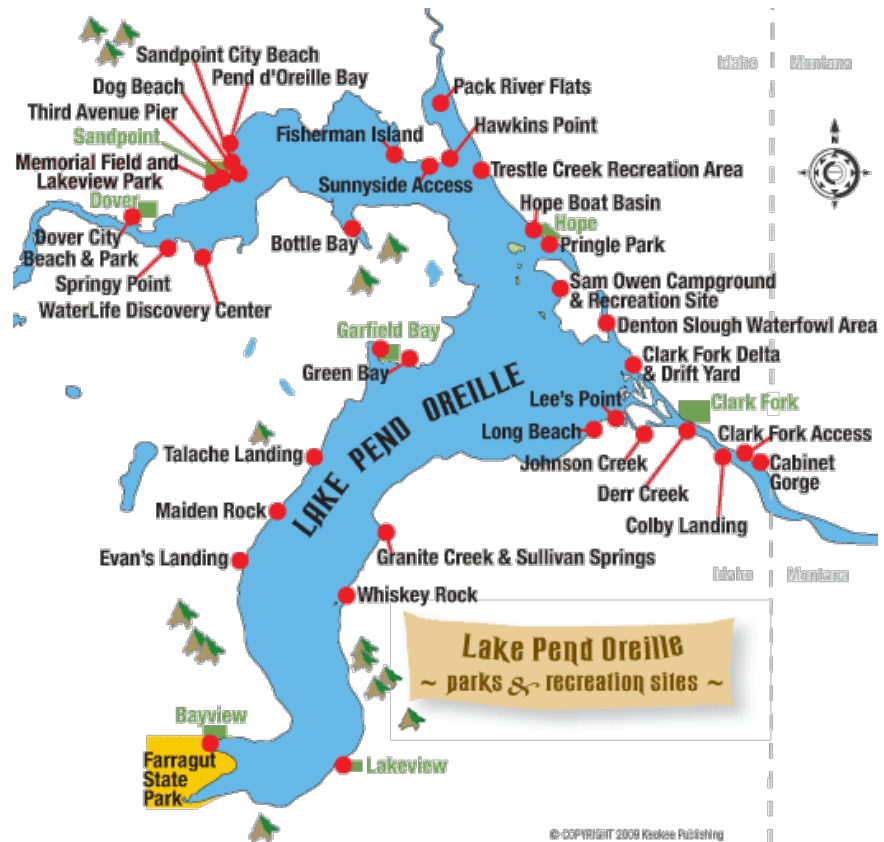 Sandpoint City Beach
Idaho
Montana
Dog Beach
Pend d'Oreille Bay
Pack River Flats
Third Avenue Pier
Sandpoint
Fisherman Island
Hawkins Point
Memorial Field and
Lakeview Park
Sunnyside Access
Trestle Creek Recreation Area
Dover
Hope Boat Basin
Hope
Dover City
Beach & Park
Bottle Bay
Pringle Park
Springy Point
Sam Owen Campground
& Recreation Site
WaterLife Discovery Center
Garfield Bay
Denton Slough Waterfowl Area
Green Bay
Clark Fork Delta
& Drift Yard
LAKE PEND OREILLE
Lee's Point
Clark Fork
Long Beach
Clark Fork Access
Talache Landing
Johnson Creek
Cabinet
Gorge
Derr Creek
Maiden Rock
Colby Landing
Evan's Landing
Granite Creek & Sullivan Springs
Idaho
Montana
Whiskey Rock
Lake Pend Oreille
~ parks & recreation sites ~
Bayview
Farragut
State
Park
Lakeview
© COPYRIGHT 2009 Keokee Publishing